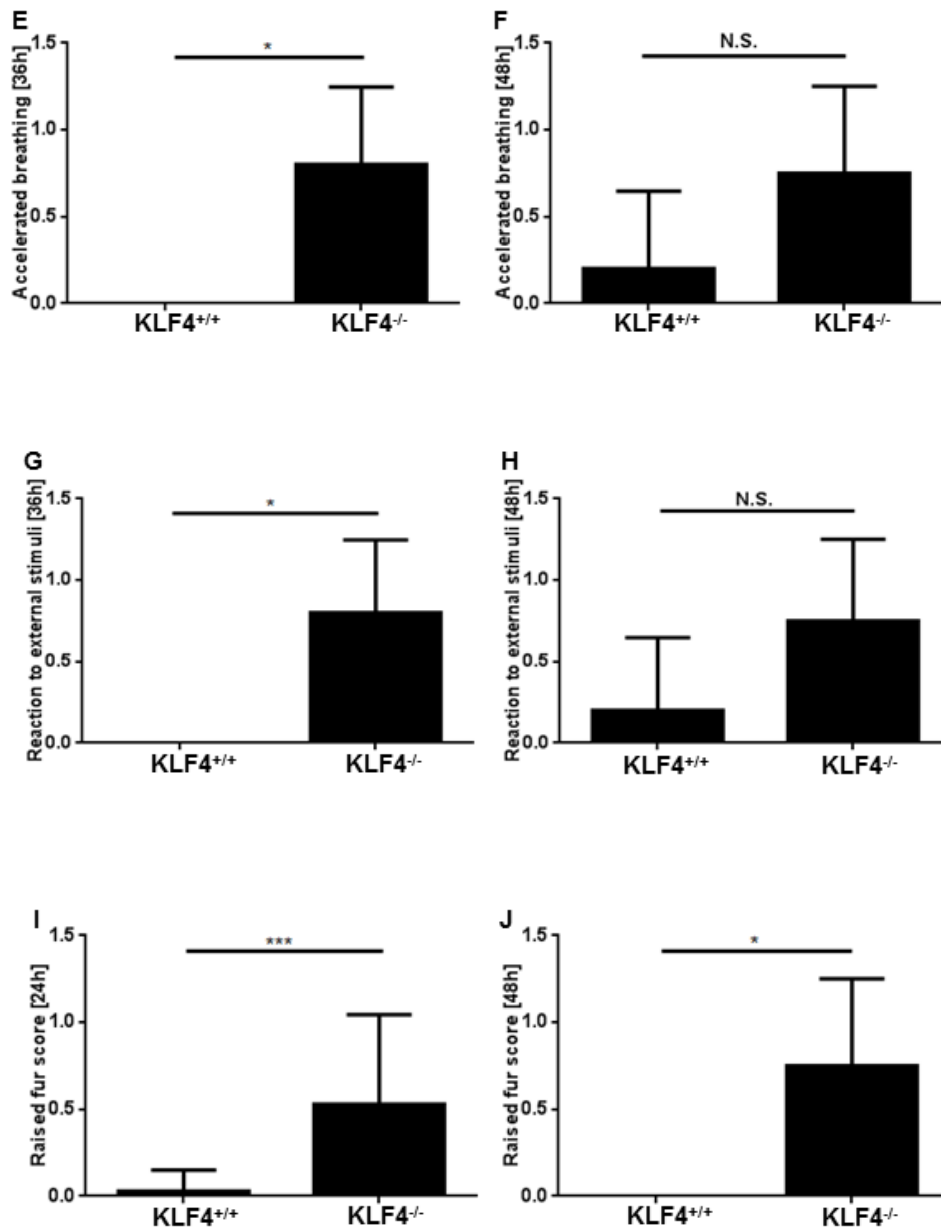 E
Accelerated breathing [36h]
1.5
1.0
0.5
0.0
*
KLF4+/+
KLF4-/-
F
Accelerated breathing [48h]
1.5
1.0
0.5
0.0
N.S.
KLF4+/+
KLF4-/-
G
Reaction to external stimuli [36h]
1.5
1.0
0.5
0.0
*
KLF4+/+
KLF4-/-
H
Reaction to external stimuli [48h]
1.5
1.0
0.5
0.0
N.S.
KLF4+/+
KLF4-/-
I
Raised fur score [24h]
1.5
1.0
0.5
0.0
***
KLF4+/+
KLF4-/-
J
Raised fur score [48h]
1.5
1.0
0.5
0.0
*
KLF4+/+
KLF4-/-